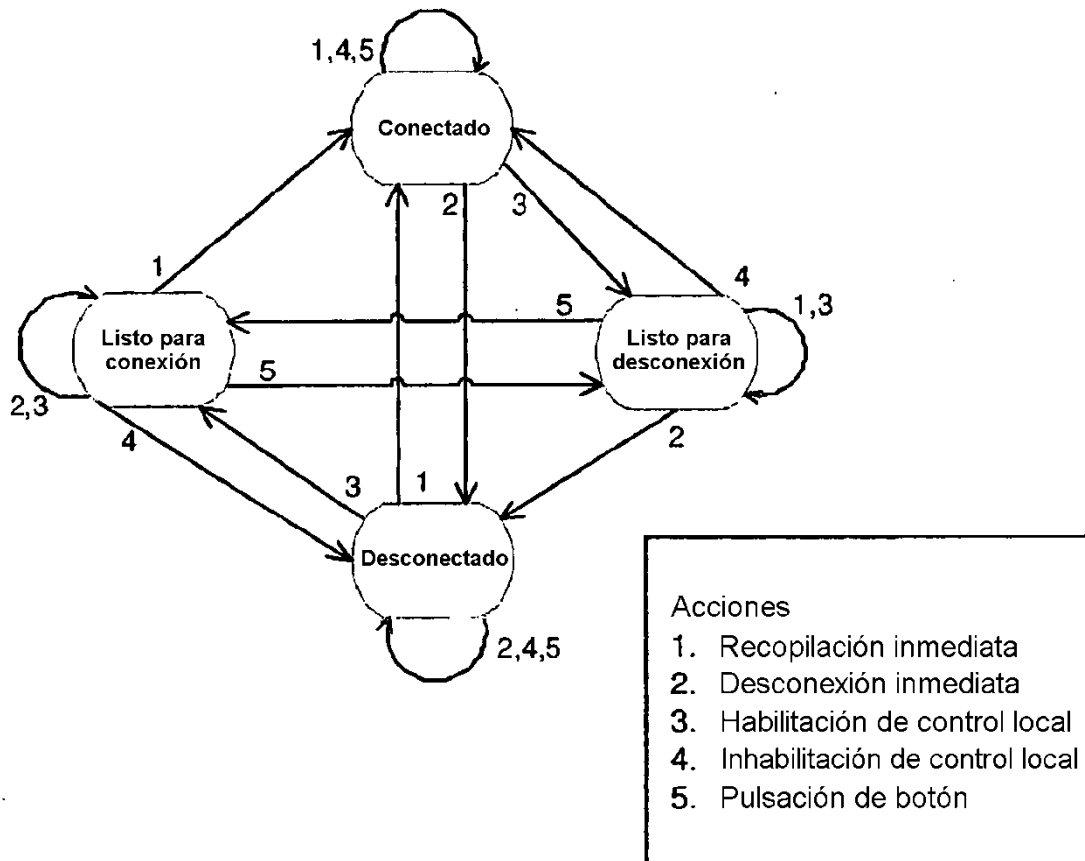 1,4,5
Conectado
2
3
1
4
5
1,3
Listo para
conexión
Listo para
desconexión
5
2,3
4
2
3
1
Desconectado
2,4,5
Acciones
1. Recopilación inmediata
2. Desconexión inmediata
3. Habilitación de control local
4. Inhabilitación de control local
5. Pulsación de botón